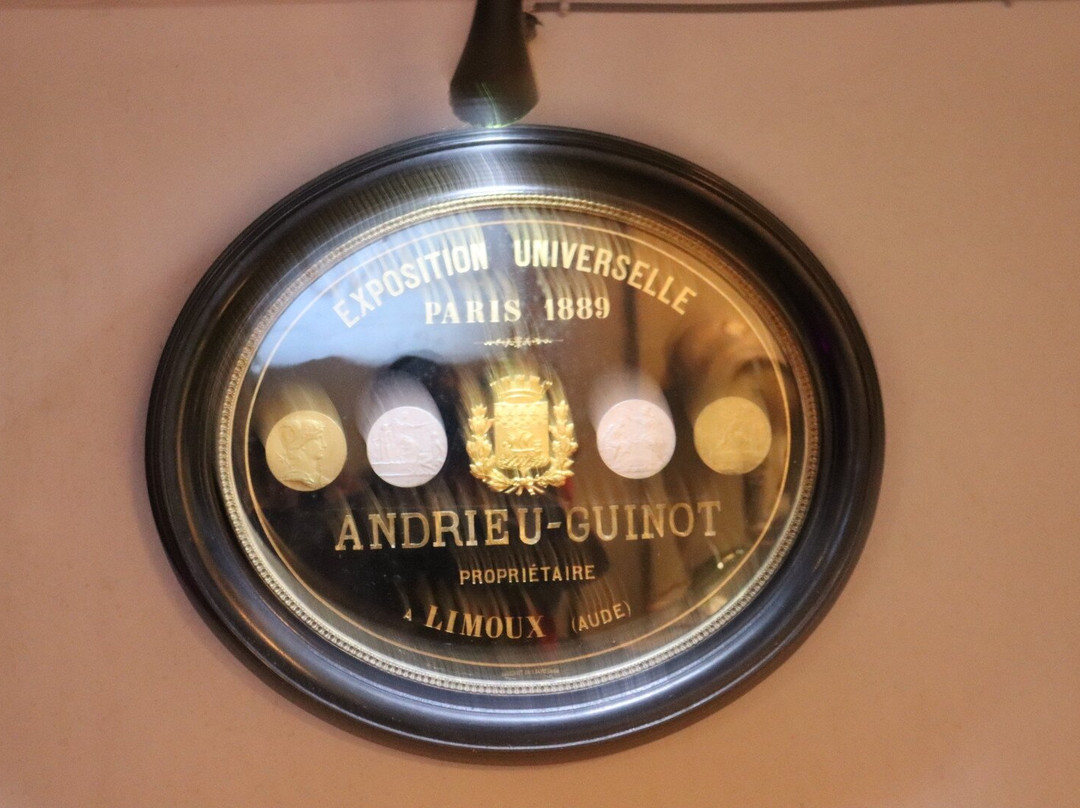 EXPOSITION UNIVERSELLE
PARIS 1889
ANDRIEU-GUINOT
PROPRIÉTAIRE
A LIMOUX (AUDE)